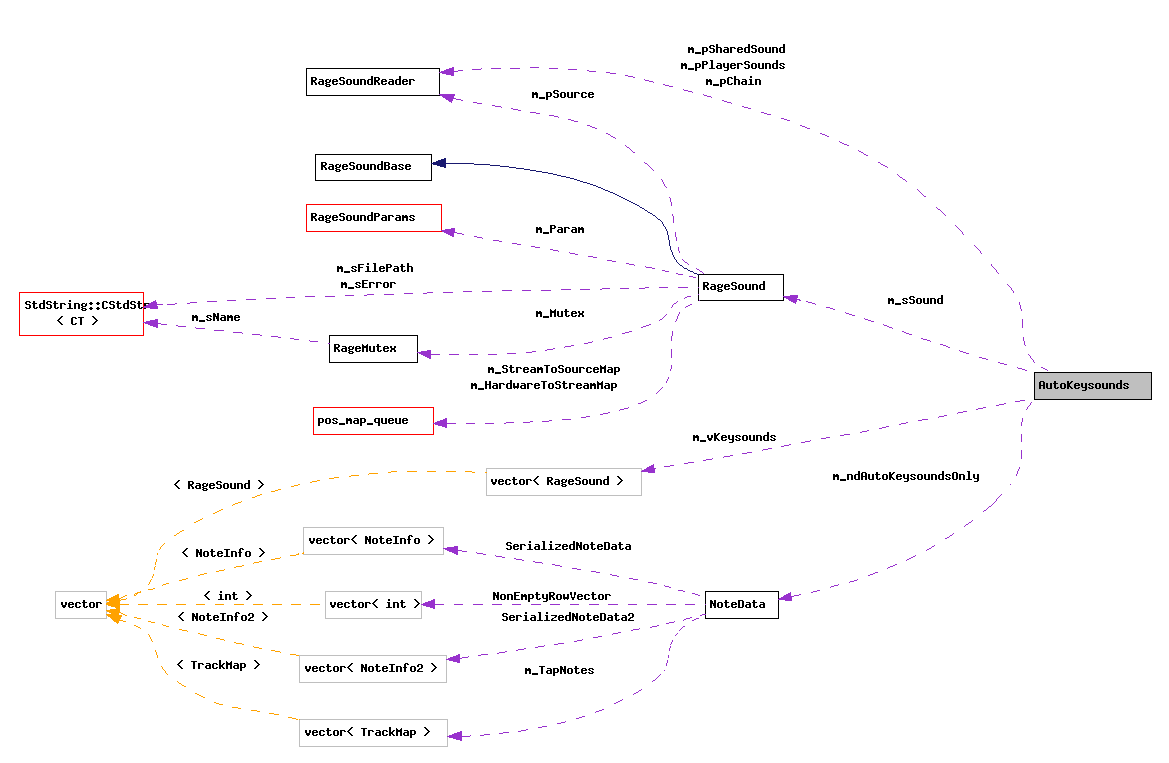 m_pSharedSound
m_pPlayerSounds
m_pChain
RageSoundReader
m_pSource
RageSoundBase
RageSoundParams
m_Param
m_sFilePath
m_sError
RageSound
StdString::CStdStr
< CT >
m_sName
m_Mutex
m_sSound
RageMutex
m_StreamToSourceMap
m_HardwareToStreamMap
AutoKeysounds
pos_map_queue
m_vKeysounds
m_ndAutoKeysoundsOnly
< RageSound >
vector< RageSound >
< NoteInfo >
vector< NoteInfo >
SerializedNoteData
vector
< int >
vector< int >
NonEmptyRowVector
NoteData
< NoteInfo2 >
SerializedNoteData2
< TrackMap >
vector< NoteInfo2 >
m_TapNotes
vector< TrackMap >